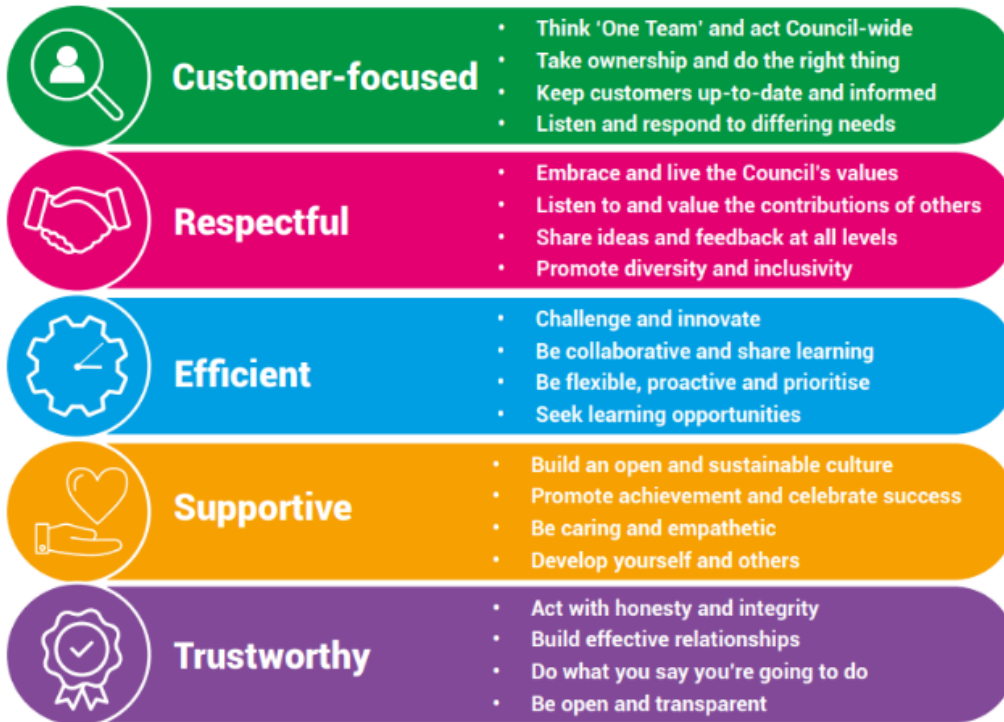 Customer-focused
• Think ‘One Team’ and act Council-wide
• Take ownership and do the right thing
• Keep customers up-to-date and informed
• Listen and respond to differing needs
Respectful
• Embrace and live the Council's values
• Listen to and value the contributions of others
• Share ideas and feedback at all levels
• Promote diversity and inclusivity
Efficient
• Challenge and innovate
• Be collaborative and share learning
• Be flexible, proactive and prioritise
• Seek learning opportunities
Supportive
• Build an open and sustainable culture
• Promote achievement and celebrate success
• Be caring and empathetic
• Develop yourself and others
Trustworthy
• Act with honesty and integrity
• Build effective relationships
• Do what you say you're going to do
• Be open and transparent